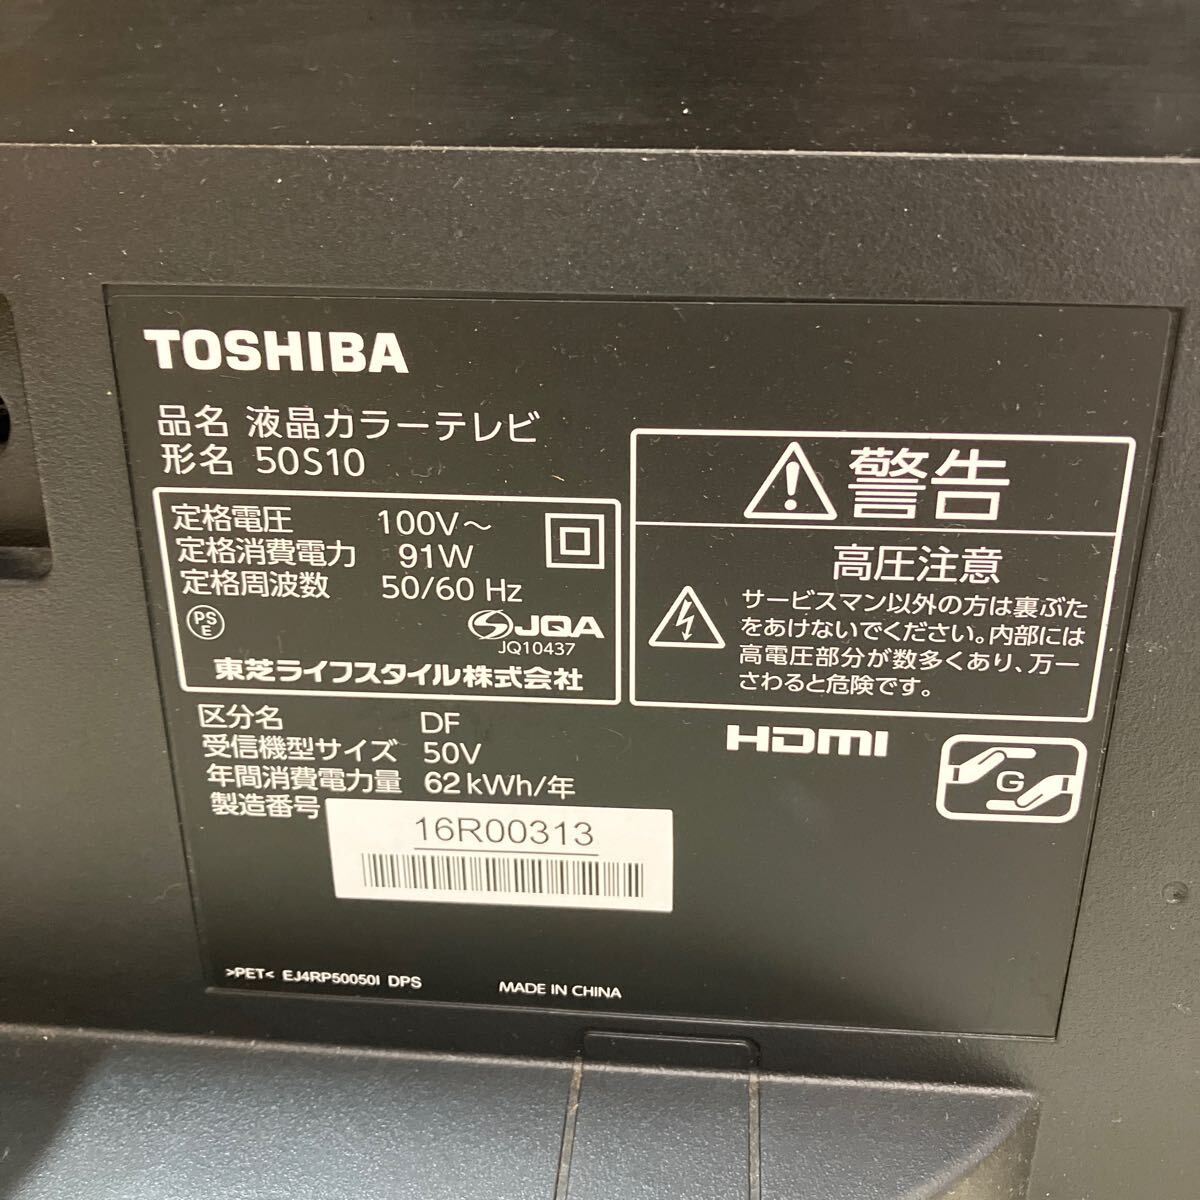 TOSHIBA
品名 液晶カラーテレビ
形名 50S10
定格電圧 100V～
定格消費電力 91W
定格周波数 50/60 Hz
PS
E
JQA
JQ10437
東芝ライフスタイル株式会社
区分名 DF
受信機型サイズ 50V
年間消費電力量 62 kWh/年
製造番号
16R00313
警告
高圧注意
サービスマン以外の方は裏ぶた
をあけないでください。内部には
高電圧部分が数多くあり、万一
さわると危険です。
HDMI
G
>PET< EJ4RP50050I DPS
MADE IN CHINA